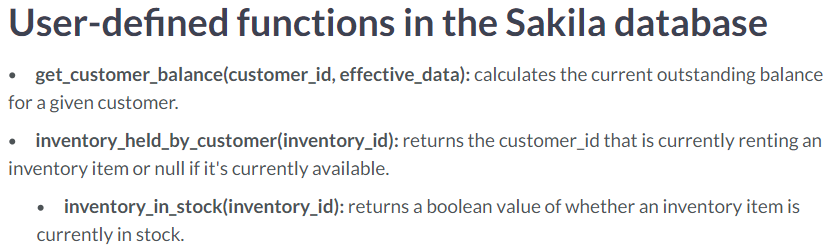 User-defined functions in the Sakila database
• get_customer_balance(customer_id, effective_data): calculates the current outstanding balance
for a given customer.
• inventory_held_by_customer(inventory_id): returns the customer_id that is currently renting an
inventory item or null if it's currently available.
• inventory_in_stock(inventory_id): returns a boolean value of whether an inventory item is
currently in stock.